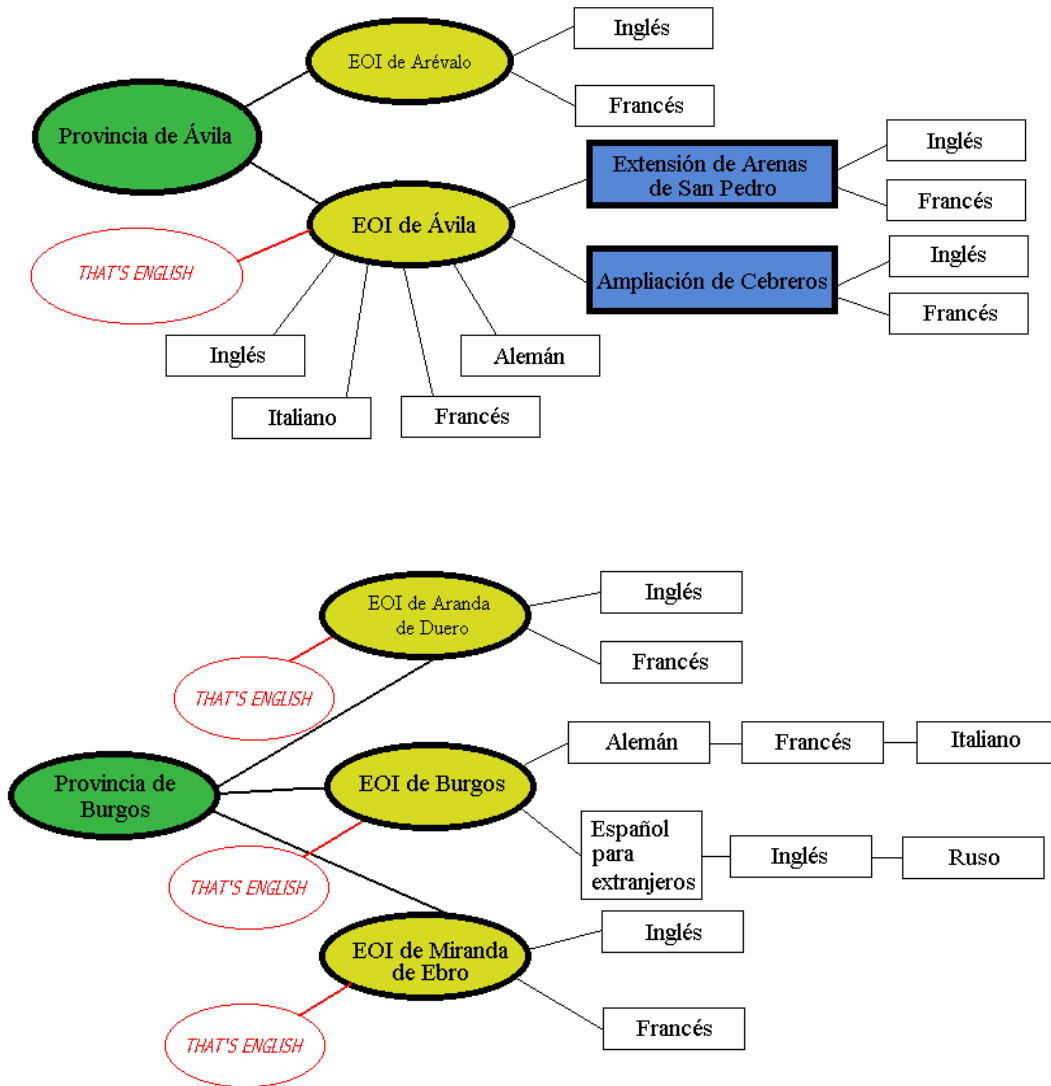 Inglés
EOI de Arévalo
Francés
Provincia de Ávila
Extensión de Arenas
de San Pedro
Inglés
Francés
EOI de Ávila
THAT'S ENGLISH
Ampliación de Cebreros
Inglés
Francés
Inglés
Alemán
Italiano
Francés
EOI de Aranda
de Duero
Inglés
Francés
THAT'S ENGLISH
Alemán
Francés
Italiano
Provincia de
Burgos
EOI de Burgos
Español
para
extranjeros
Inglés
Ruso
THAT'S ENGLISH
EOI de Miranda
de Ebro
Inglés
Francés
THAT'S ENGLISH